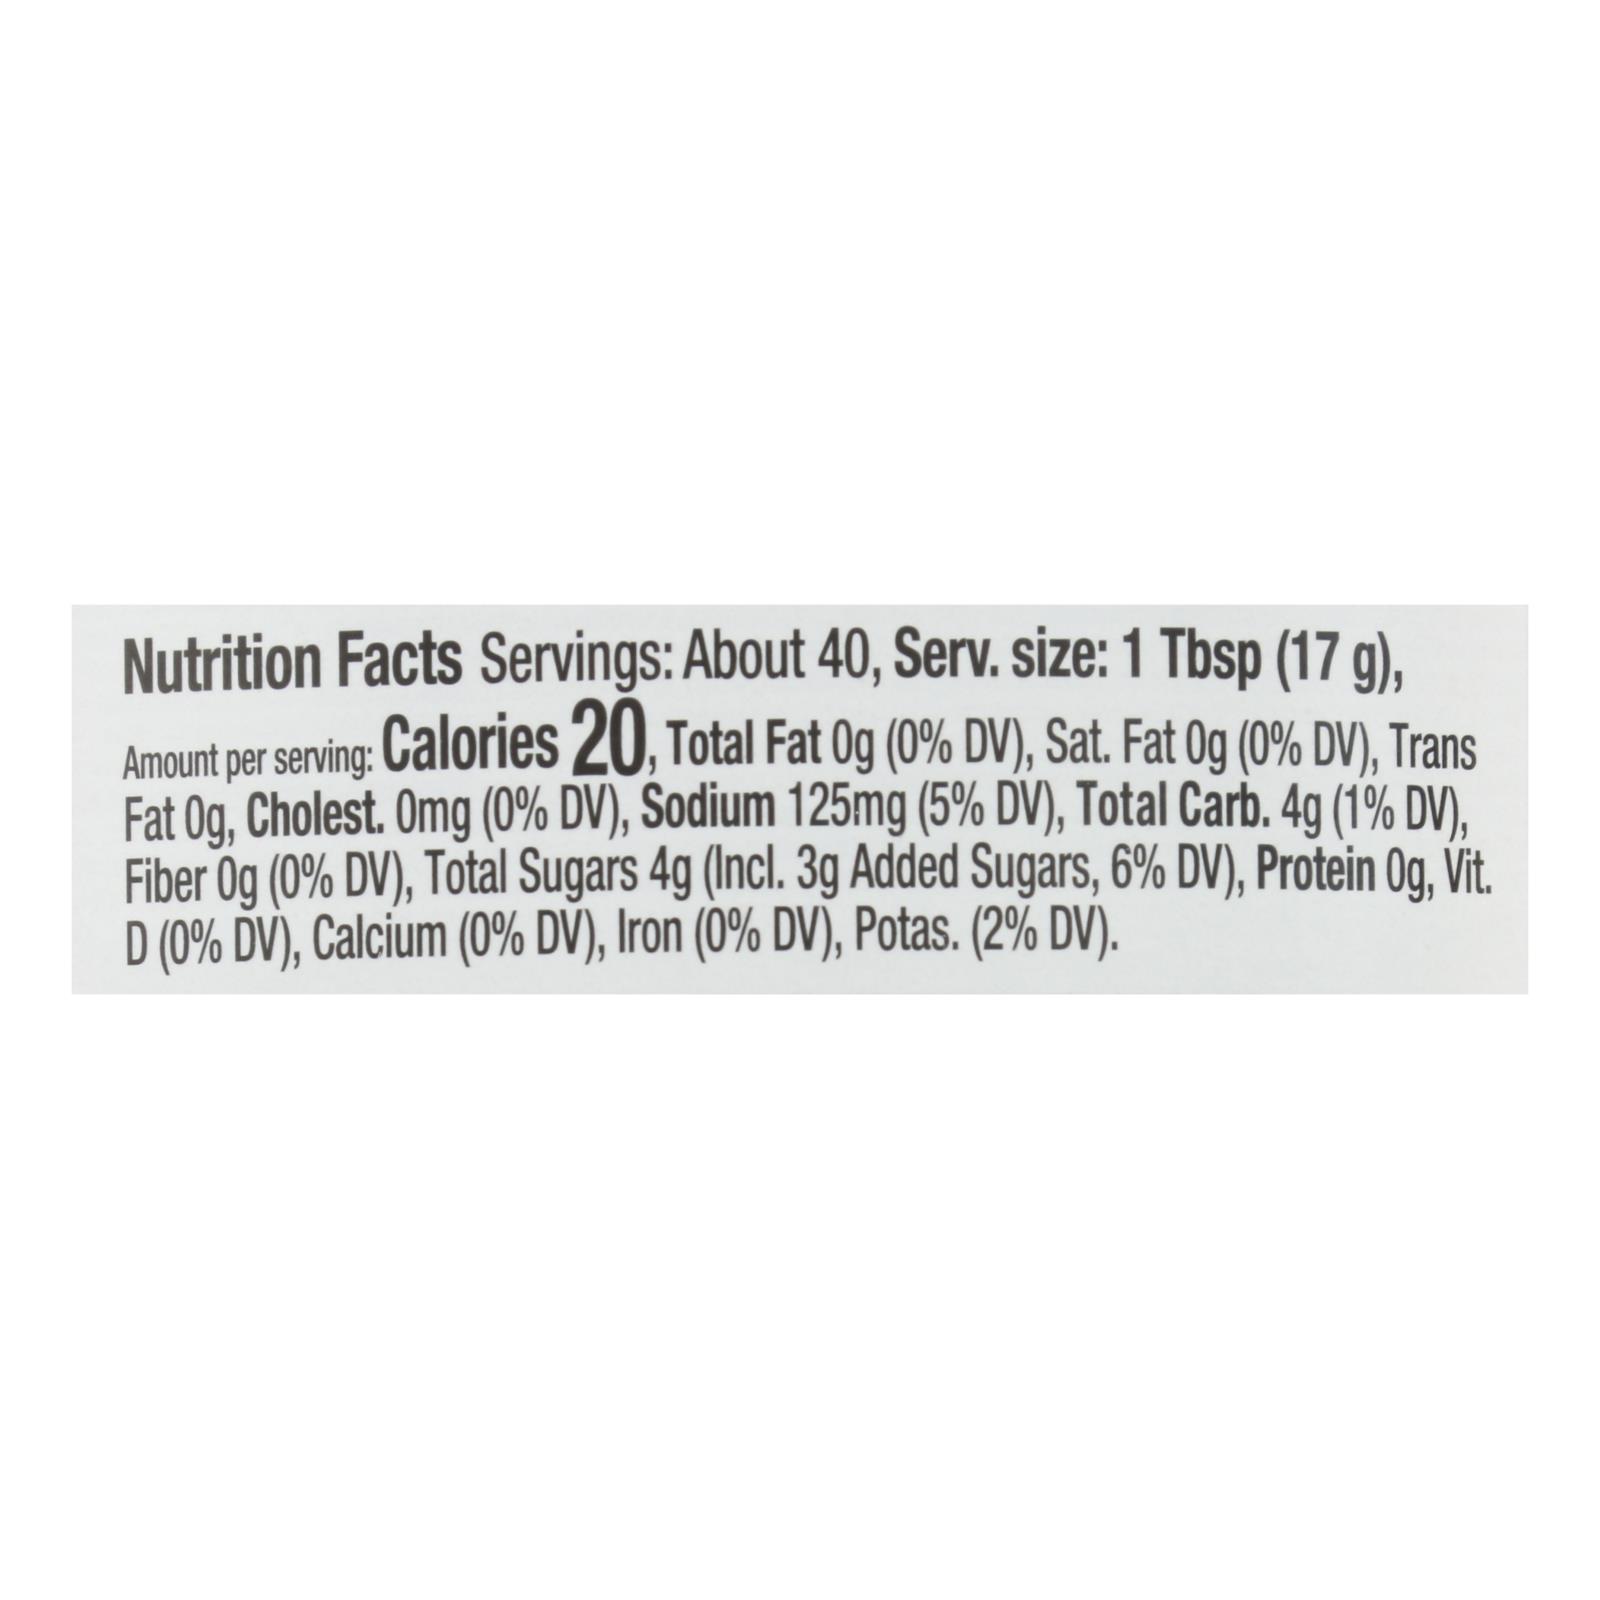 Nutrition Facts Servings: About 40, Serv. size: 1 Tbsp (17 g),
Amount per serving: Calories 20, Total Fat 0g (0% DV), Sat. Fat 0g (0% DV), Trans
Fat 0g, Cholest. 0mg (0% DV), Sodium 125mg (5% DV), Total Carb. 4g (1% DV),
Fiber 0g (0% DV), Total Sugars 4g (Incl. 3g Added Sugars, 6% DV), Protein 0g, Vit.
D (0% DV), Calcium (0% DV), Iron (0% DV), Potas. (2% DV).